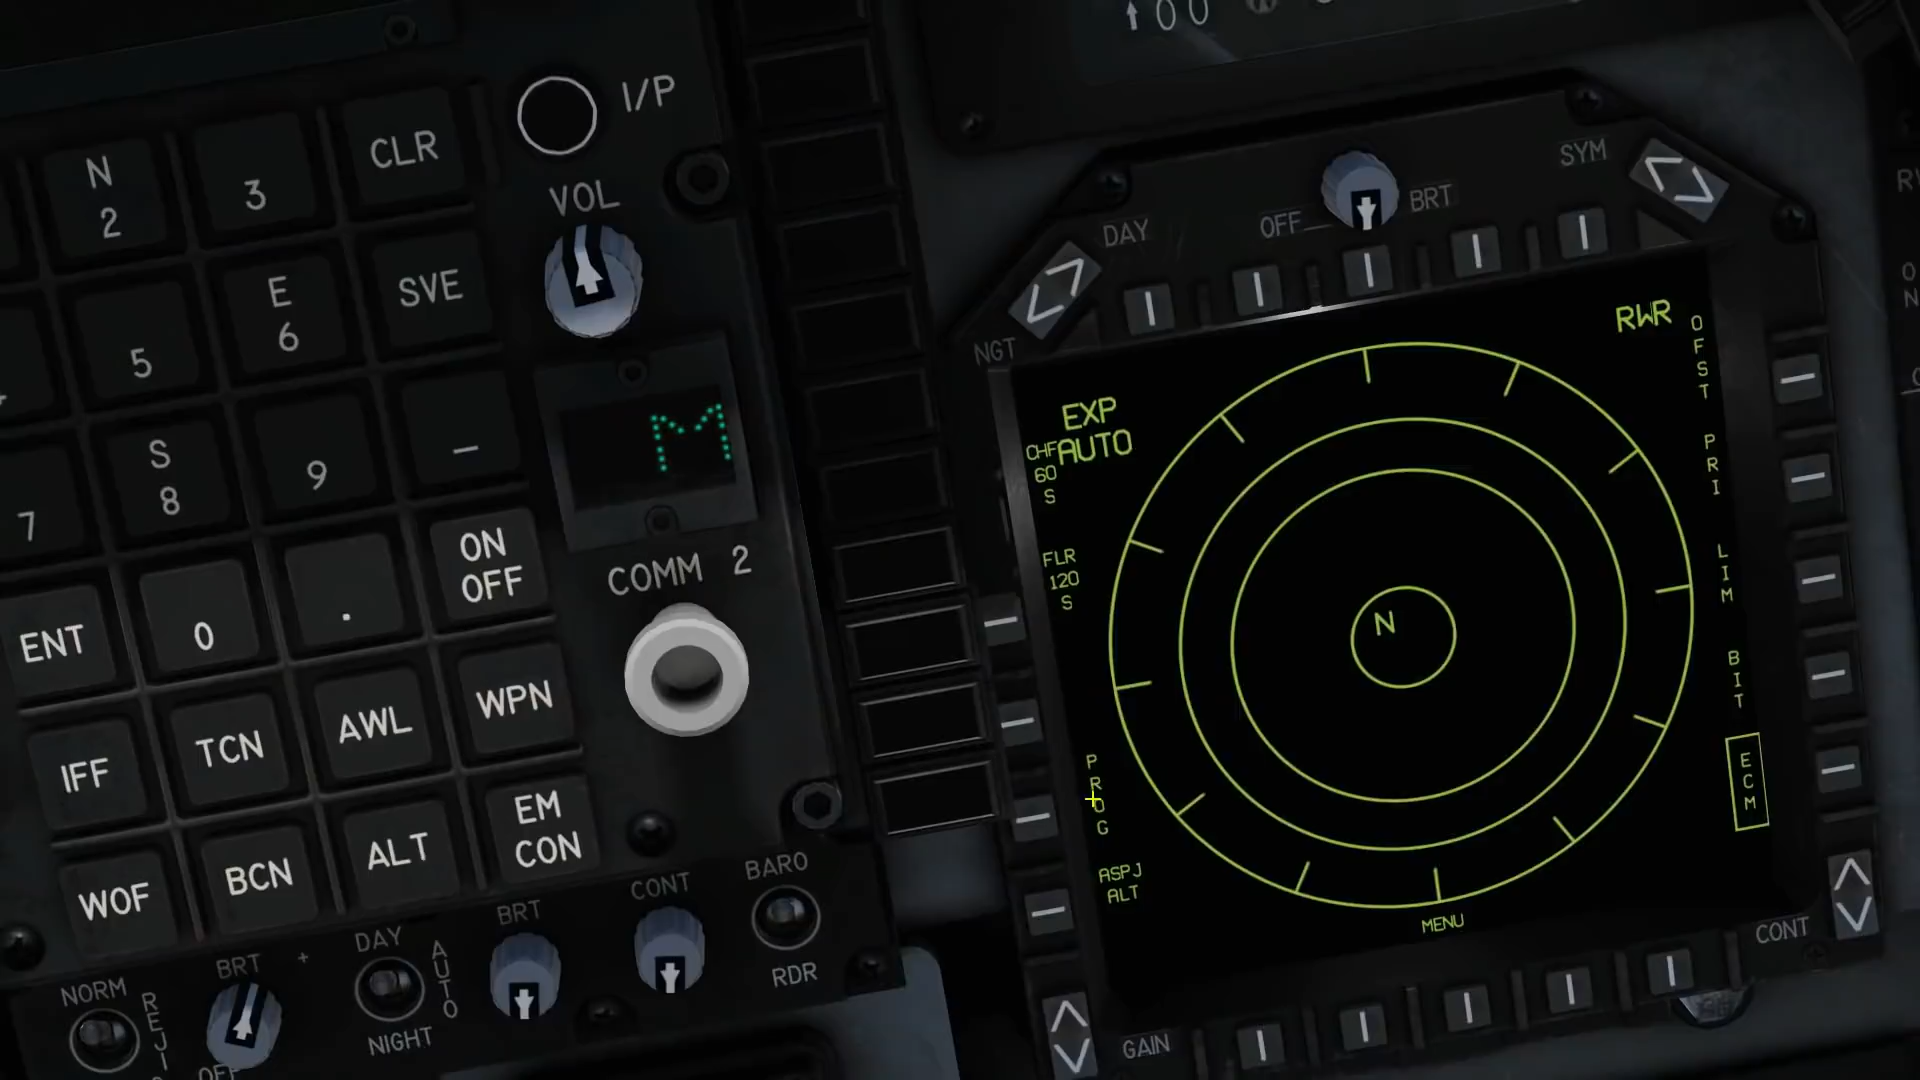 00
I/P
N
2
3
CLR
VOL
5
E
6
SVE
7
S
8
9
-
M
COMM 2
ENT
0
.
ON
OFF
IFF
TCN
AWL
WPN
WOF
BCN
ALT
EM
CON
NORM
REJ
BRT
+
DAY
AUTO
NIGHT
BRT
CONT
BARO
RDR
DAY
NGT
OFF
BRT
SYM
RWR
EXP
AUTO
CHF
60
S
FLR
120
S
PROG
ASPJ
ALT
N
OFST
PRI
LIM
BIT
ECM
MENU
GAIN
CONT